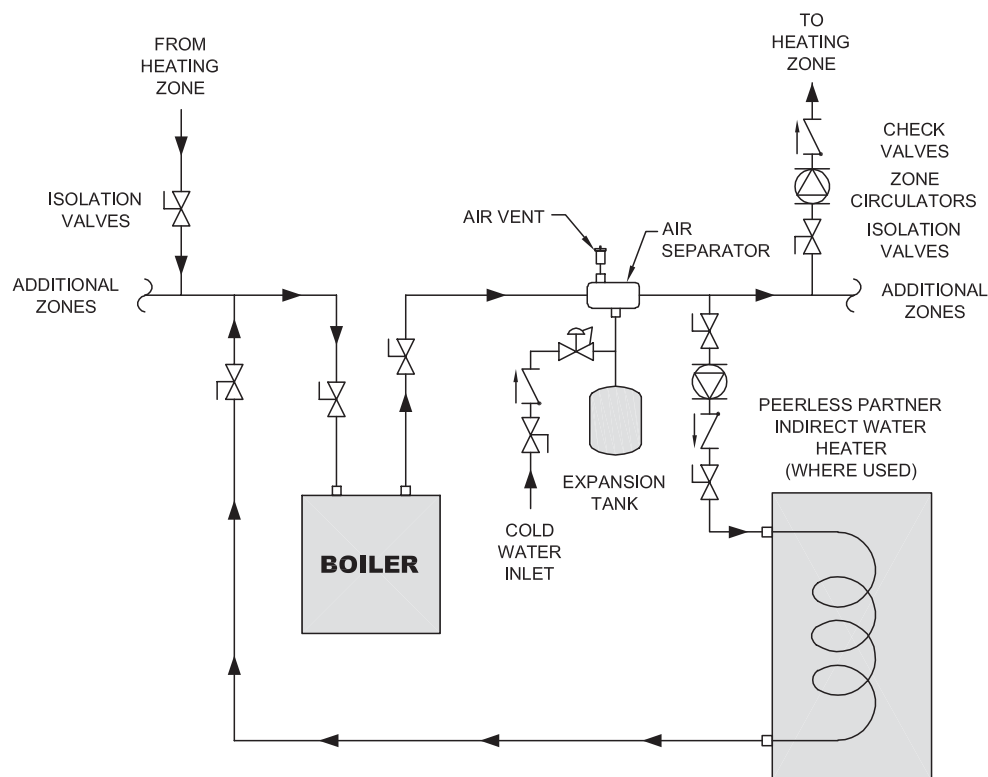 FROM
HEATING
ZONE
TO
HEATING
ZONE
CHECK
VALVES
ZONE
CIRCULATORS
ISOLATION
VALVES
ISOLATION
VALVES
AIR VENT
AIR
SEPARATOR
ADDITIONAL
ZONES
ADDITIONAL
ZONES
PEERLESS PARTNER
INDIRECT WATER
HEATER
(WHERE USED)
EXPANSION
TANK
COLD
WATER
INLET
BOILER